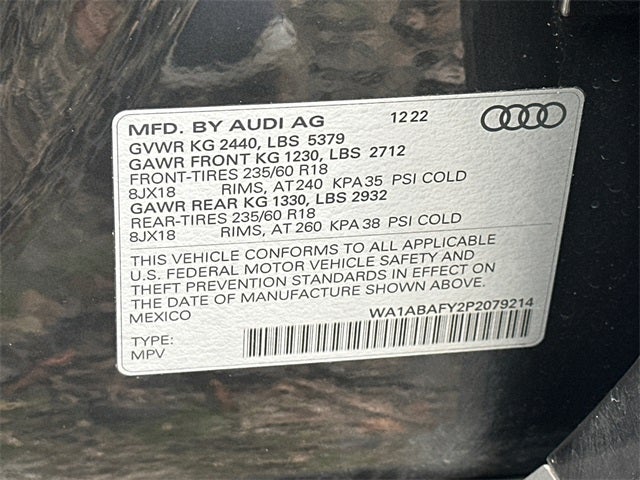 MFD. BY AUDI AG 12 22
GVWR KG 2440, LBS 5379
GAWR FRONT KG 1230, LBS 2712
FRONT-TIRES 235/60 R18
8JX18 RIMS, AT 240 KPA 35 PSI COLD
GAWR REAR KG 1330, LBS 2932
REAR-TIRES 235/60 R18
8JX18 RIMS, AT 260 KPA 38 PSI COLD
THIS VEHICLE CONFORMS TO ALL APPLICABLE
U.S. FEDERAL MOTOR VEHICLE SAFETY AND
THEFT PREVENTION STANDARDS IN EFFECT ON
THE DATE OF MANUFACTURE SHOWN ABOVE.
MEXICO WA1ABAFY2P2079214
TYPE:
MPV